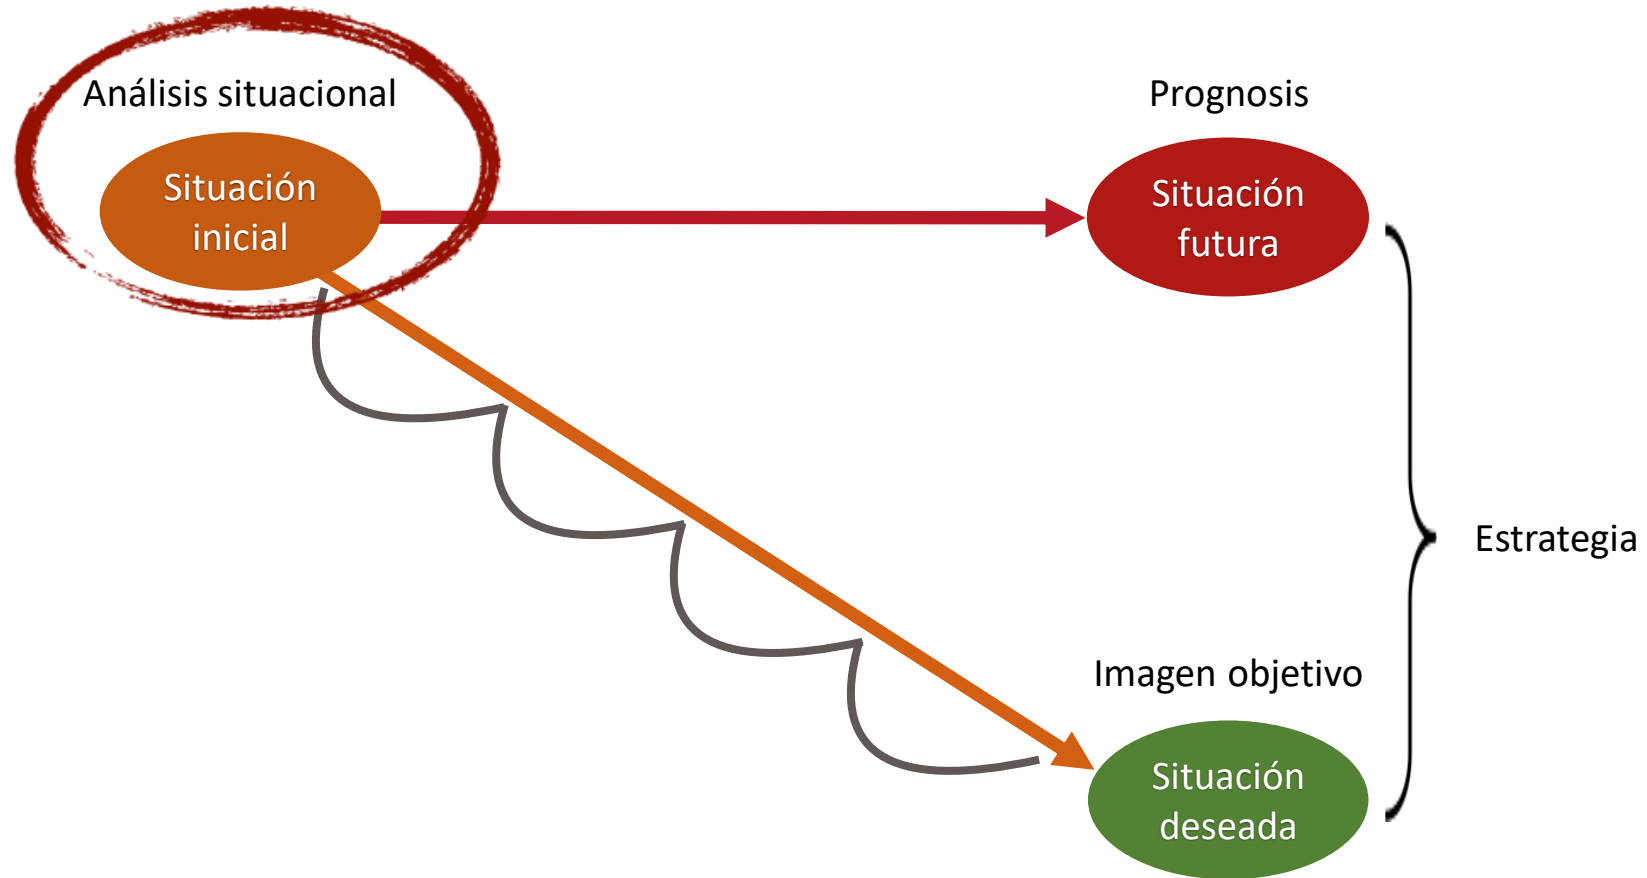 Análisis situacional
Situación
inicial
Prognosis
Situación
futura
Estrategia
Imagen objetivo
Situación
deseada